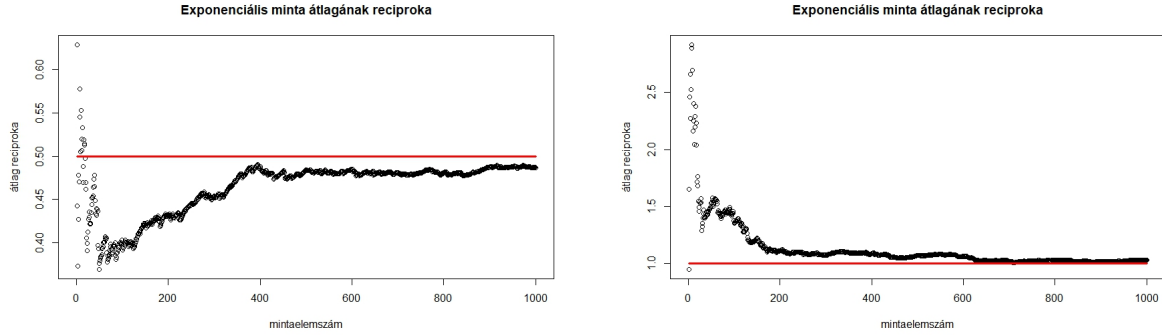 Exponenciális minta átlagának reciproka
átlag reciproka
0.60
0.55
0.50
0.45
0.40
0 200 400 600 800 1000
mintaelemszám
Exponenciális minta átlagának reciproka
átlag reciproka
2.5
2.0
1.5
1.0
0 200 400 600 800 1000
mintaelemszám